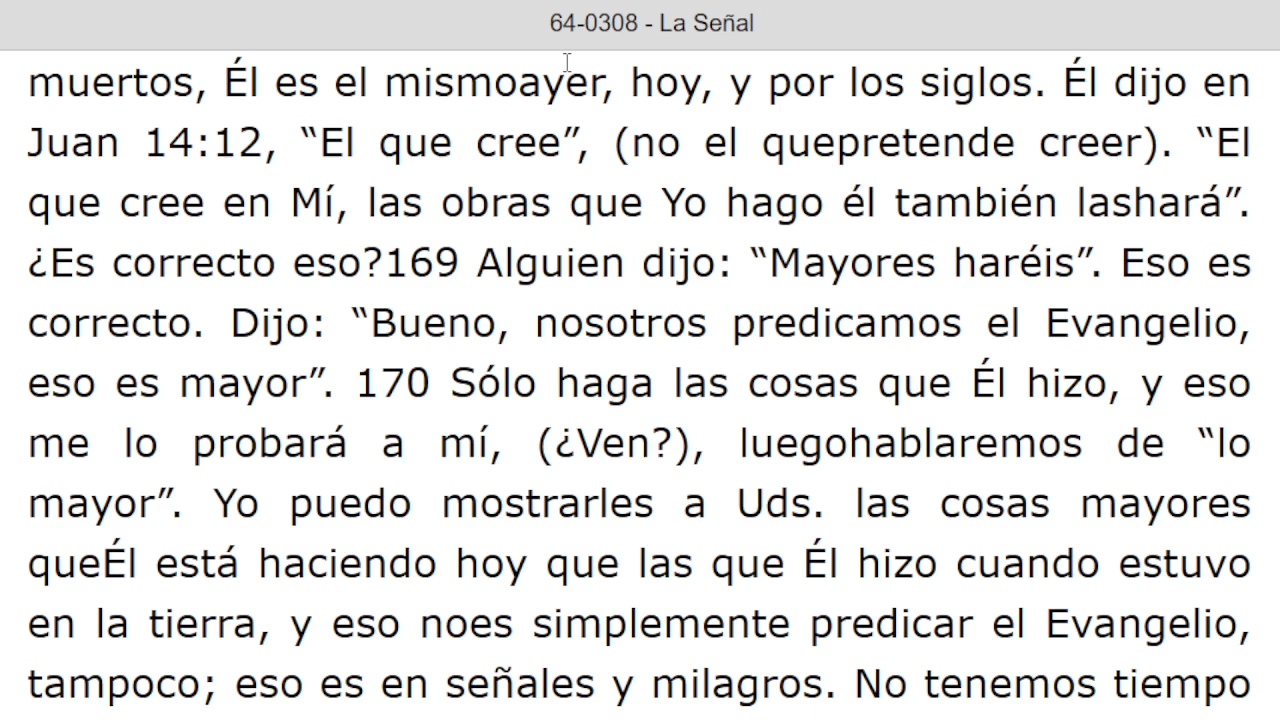 64-0308 - La Señal
muertos, Él es el mismoayer, hoy, y por los siglos. Él dijo en
Juan 14:12, “El que cree”, (no el quepretende creer). “El
que cree en Mí, las obras que Yo hago él también lashará”.
¿Es correcto eso?169 Alguien dijo: “Mayores haréis”. Eso es
correcto. Dijo: “Bueno, nosotros predicamos el Evangelio,
eso es mayor”. 170 Sólo haga las cosas que Él hizo, y eso
me lo probará a mí, (¿Ven?), luegohablaremos de “lo
mayor”. Yo puedo mostrarles a Uds. las cosas mayores
queÉl está haciendo hoy que las que Él hizo cuando estuvo
en la tierra, y eso noes simplemente predicar el Evangelio,
tampoco; eso es en señales y milagros. No tenemos tiempo